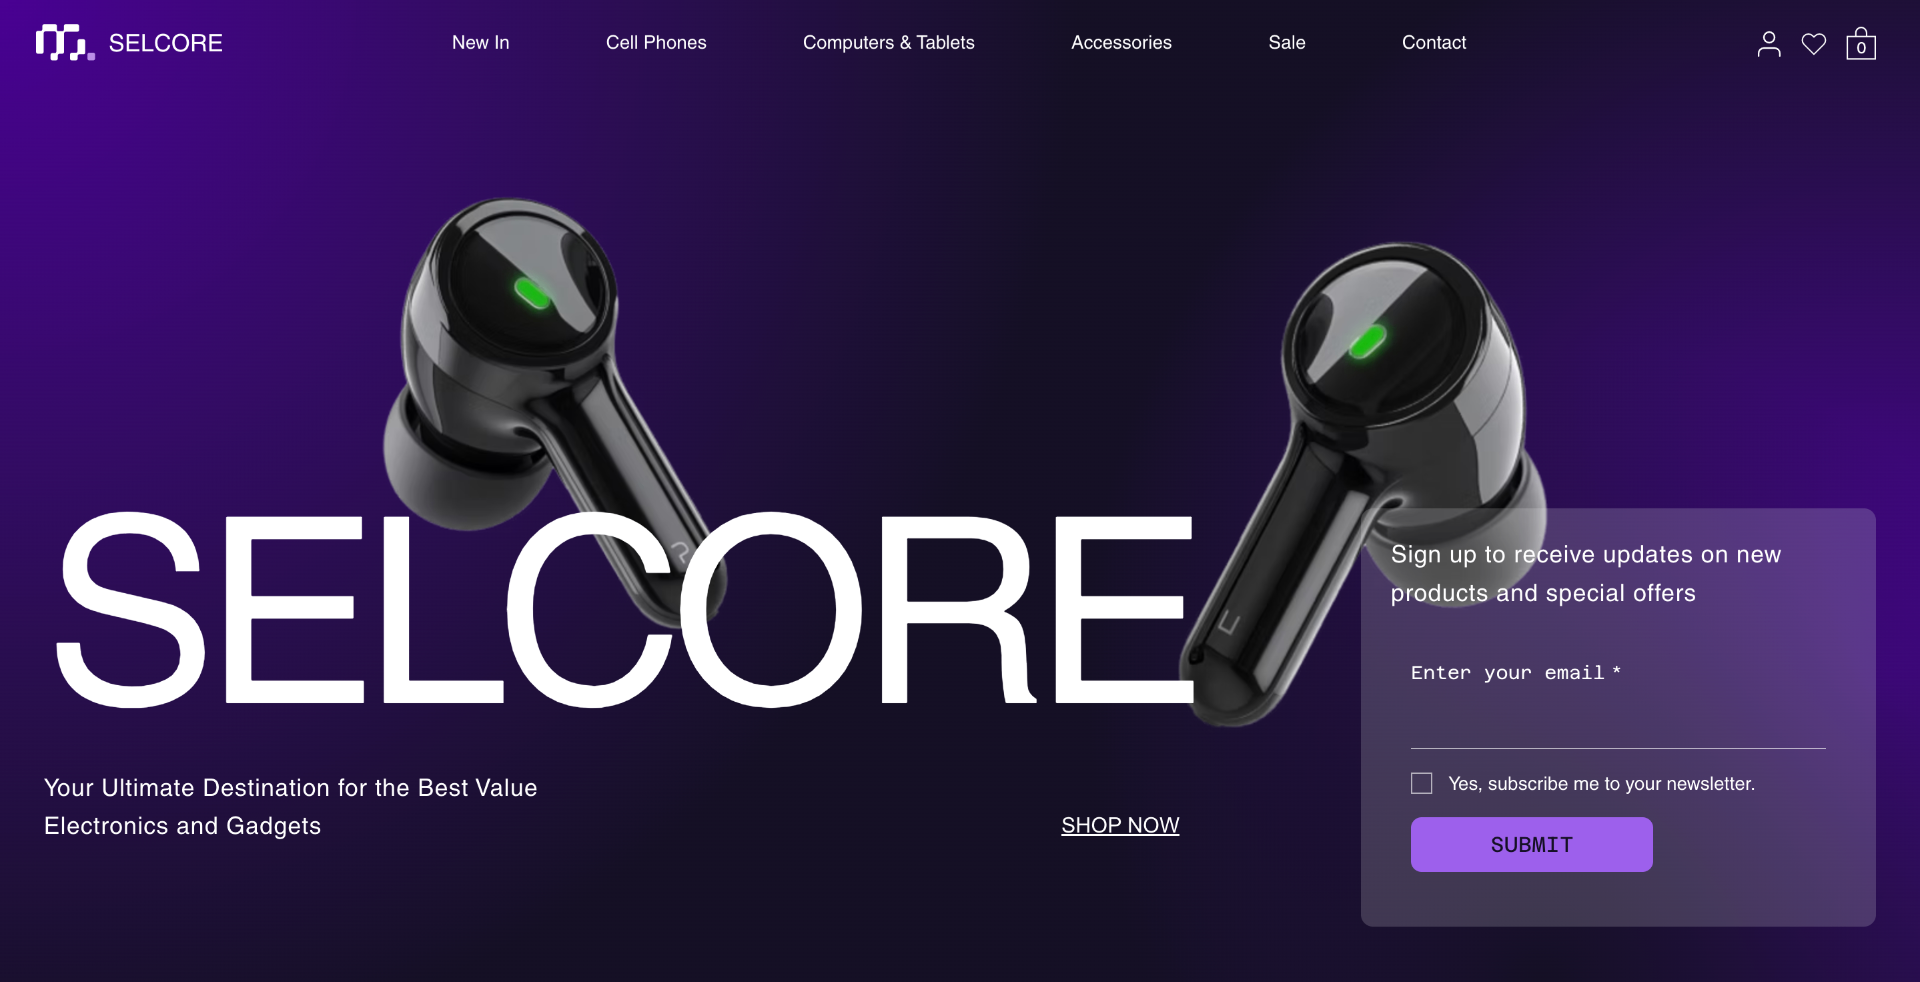 SELCORE
New In
Cell Phones
Computers & Tablets
Accessories
Sale
Contact
0
SELCORE
R
L
Your Ultimate Destination for the Best Value
Electronics and Gadgets
SHOP NOW
Sign up to receive updates on new
products and special offers
Enter your email *
Yes, subscribe me to your newsletter.
SUBMIT